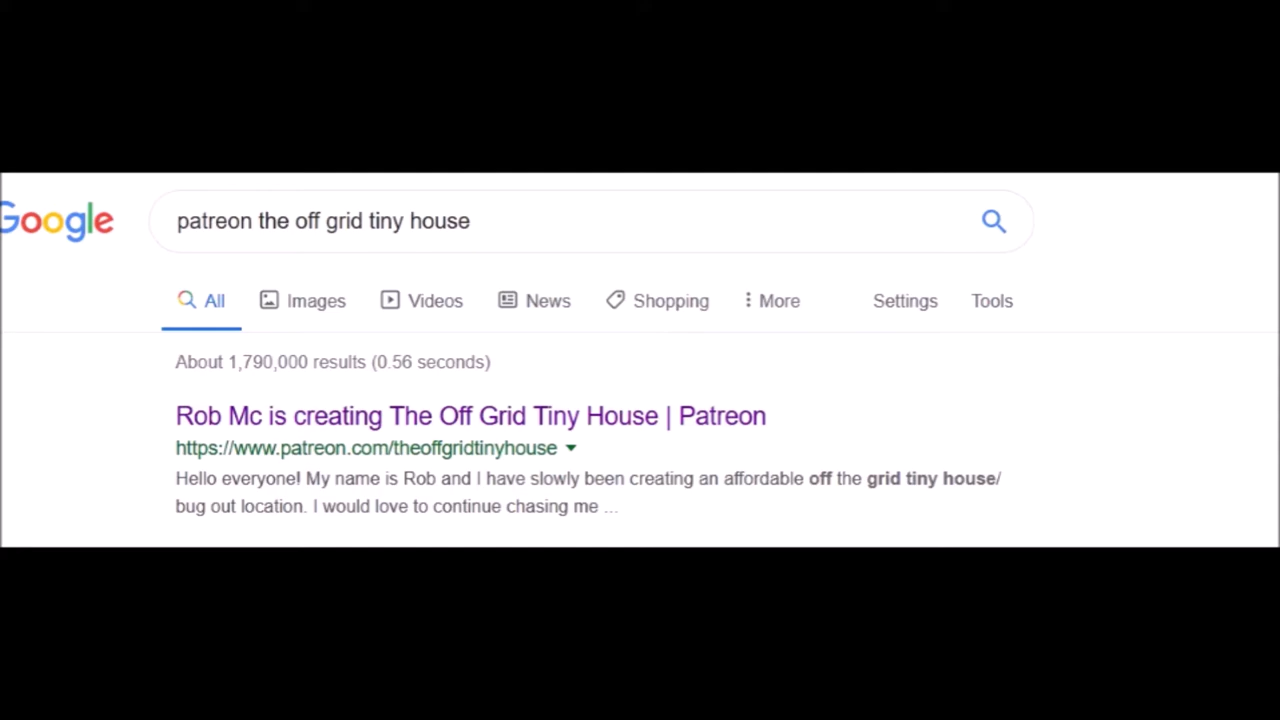 Google
patreon the off grid tiny house
All Images Videos News Shopping More Settings Tools
About 1,790,000 results (0.56 seconds)
Rob Mc is creating The Off Grid Tiny House | Patreon
https://www.patreon.com/theoffgridtinyhouse
Hello everyone! My name is Rob and I have slowly been creating an affordable off the grid tiny house/
bug out location. I would love to continue chasing me ...